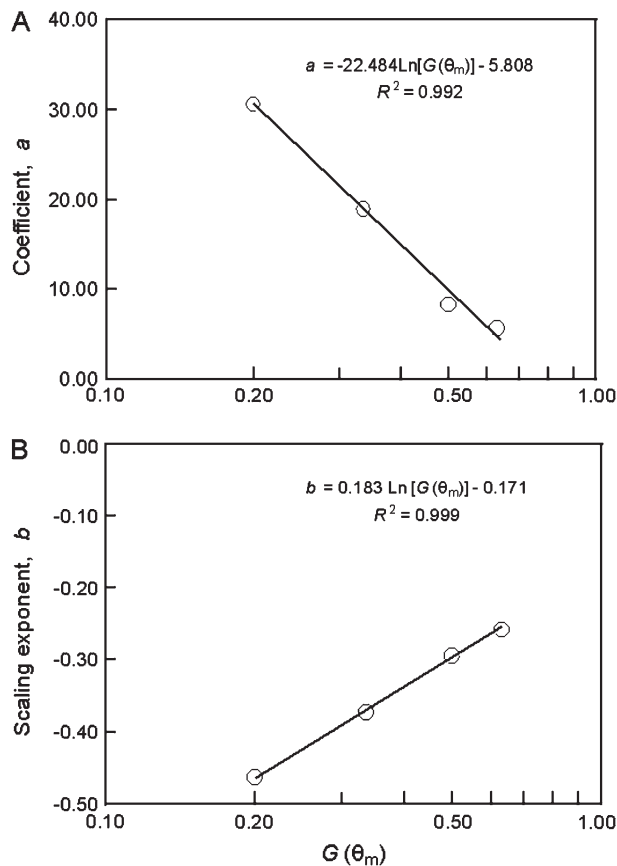 A
40.00
a = -22.484Ln[G(θm)] - 5.808
R2 = 0.992
30.00
Coefficient, a
20.00
10.00
0.00
0.10 0.20 0.50 1.00
B
0.00
b = 0.183 Ln [G(θm)] - 0.171
R2 = 0.999
-0.10
Scaling exponent, b
-0.20
-0.30
-0.40
-0.50
0.10 0.20 0.50 1.00
G (θm)